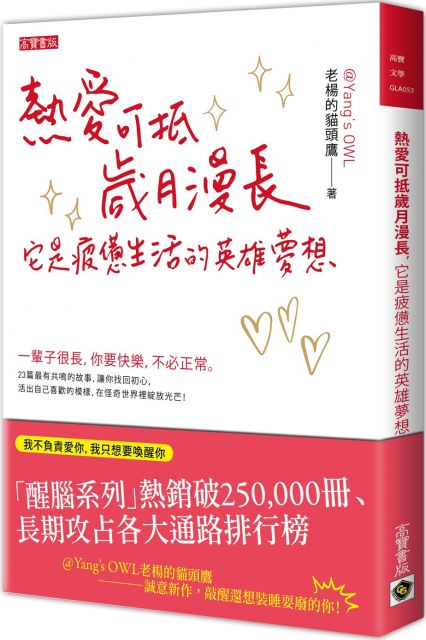 高寶書版
@Yang's OWL
老楊的貓頭鷹——著
熱愛可抵
歲月漫長
它是疲憊生活的英雄夢想
一輩子很長，你要快樂，不必正常。
23篇最有共鳴的故事，讓你找回初心，
活出自己喜歡的模樣，在怪奇世界裡綻放光芒！
我不負責愛你，我只想要喚醒你
「醒腦系列」熱銷破250,000冊、
長期攻占各大通路排行榜
@Yang's OWL老楊的貓頭鷹
——誠意新作，敲醒還想裝睡耍廢的你！
高寶
文學
GLA053
熱愛可抵歲月漫長，它是疲憊生活的英雄夢想
高寶書版